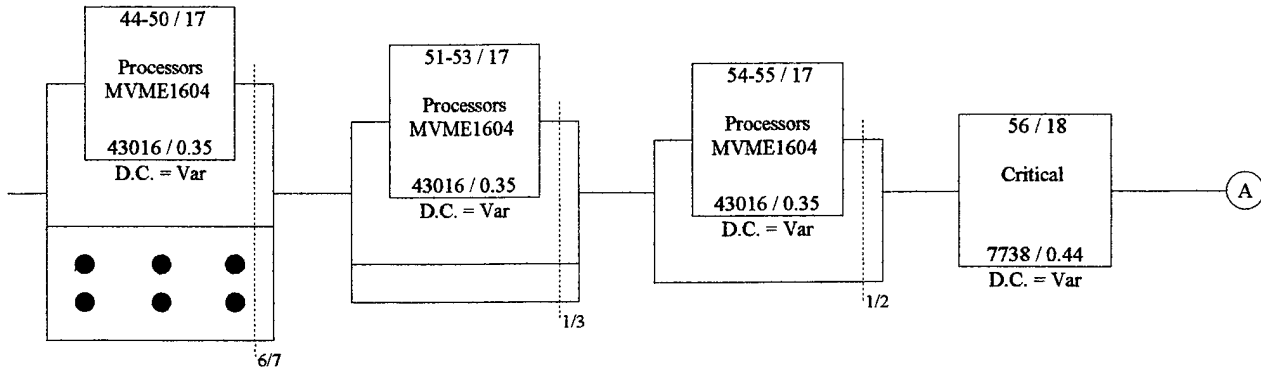 44-50 / 17
Processors
MVME1604
43016 / 0.35
D.C. = Var
6/7
51-53 / 17
Processors
MVME1604
43016 / 0.35
D.C. = Var
1/3
54-55 / 17
Processors
MVME1604
43016 / 0.35
D.C. = Var
1/2
56 / 18
Critical
7738 / 0.44
D.C. = Var
A